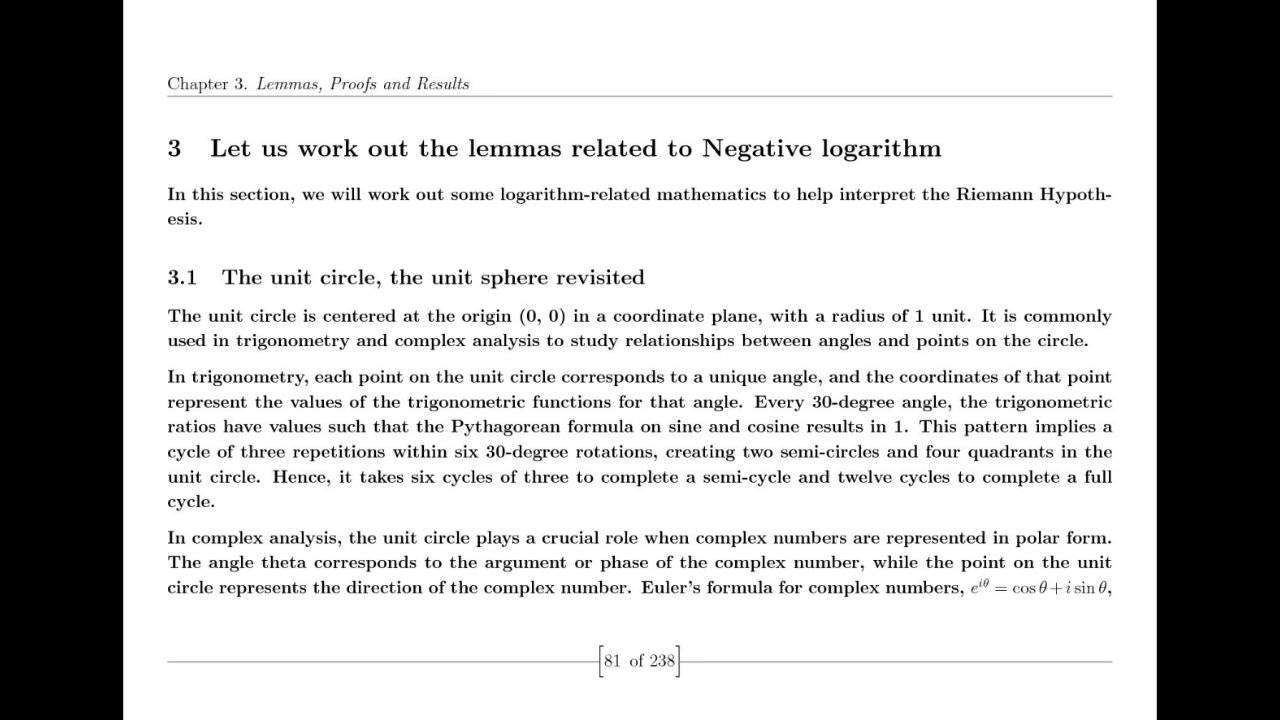 Chapter 3. Lemmas, Proofs and Results
3 Let us work out the lemmas related to Negative logarithm
In this section, we will work out some logarithm-related mathematics to help interpret the Riemann Hypoth-
esis.
3.1 The unit circle, the unit sphere revisited
The unit circle is centered at the origin (0, 0) in a coordinate plane, with a radius of 1 unit. It is commonly
used in trigonometry and complex analysis to study relationships between angles and points on the circle.
In trigonometry, each point on the unit circle corresponds to a unique angle, and the coordinates of that point
represent the values of the trigonometric functions for that angle. Every 30-degree angle, the trigonometric
ratios have values such that the Pythagorean formula on sine and cosine results in 1. This pattern implies a
cycle of three repetitions within six 30-degree rotations, creating two semi-circles and four quadrants in the
unit circle. Hence, it takes six cycles of three to complete a semi-cycle and twelve cycles to complete a full
cycle.
In complex analysis, the unit circle plays a crucial role when complex numbers are represented in polar form.
The angle theta corresponds to the argument or phase of the complex number, while the point on the unit
circle represents the direction of the complex number. Euler's formula for complex numbers, $e^{i\theta} = \cos\theta + i\sin\theta$,
81 of 238